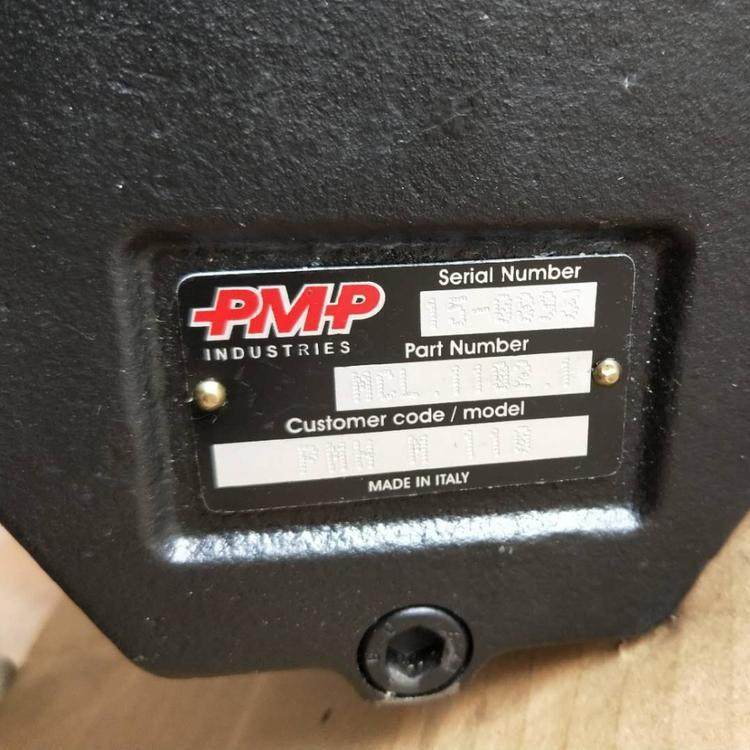 PMP
INDUSTRIES
Serial Number
15-0893
Part Number
MCL.1102.1
Customer code / model
PMH M 110
MADE IN ITALY